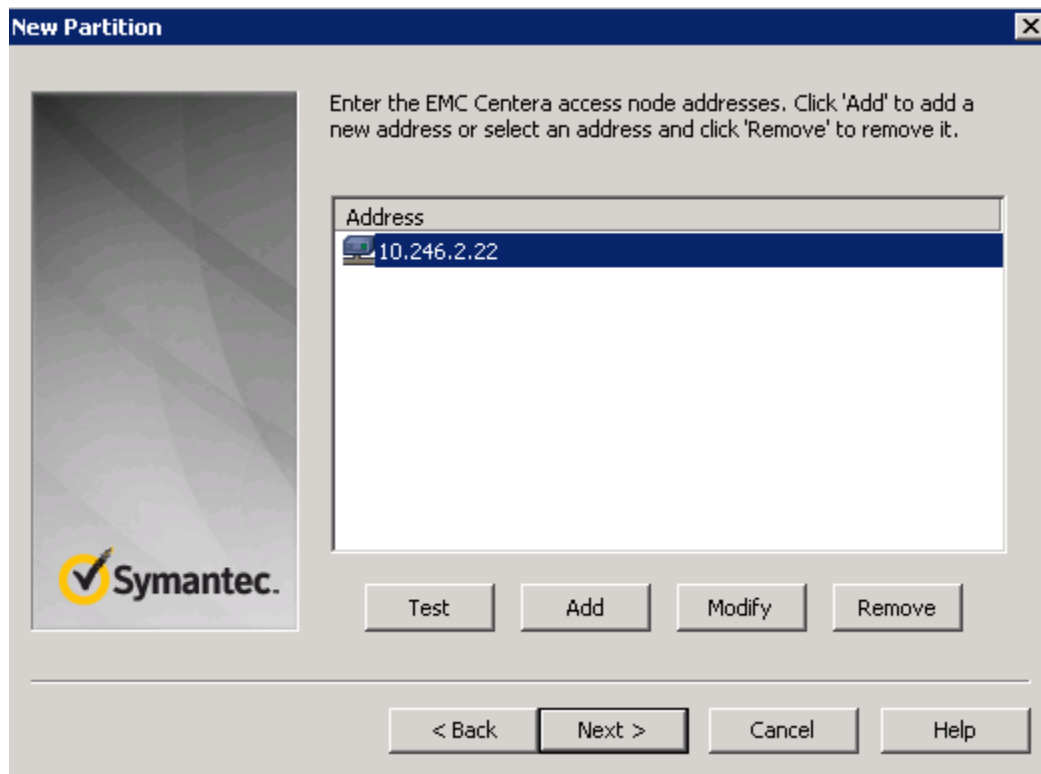 New Partition
Enter the EMC Centera access node addresses. Click 'Add' to add a
new address or select an address and click 'Remove' to remove it.
Address
10.246.2.22
Symantec.
Test
Add
Modify
Remove
< Back
Next >
Cancel
Help